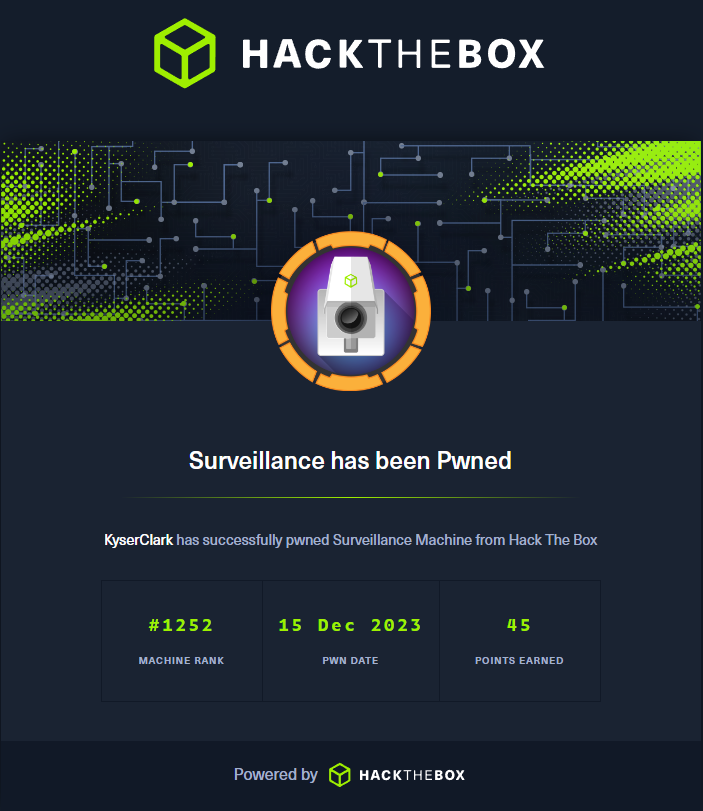 HACKTHEBOX
Surveillance has been Pwned
KyserClark has successfully pwned Surveillance Machine from Hack The Box
#1252 15 Dec 2023 45
MACHINE RANK PWN DATE POINTS EARNED
Powered by HACKTHEBOX